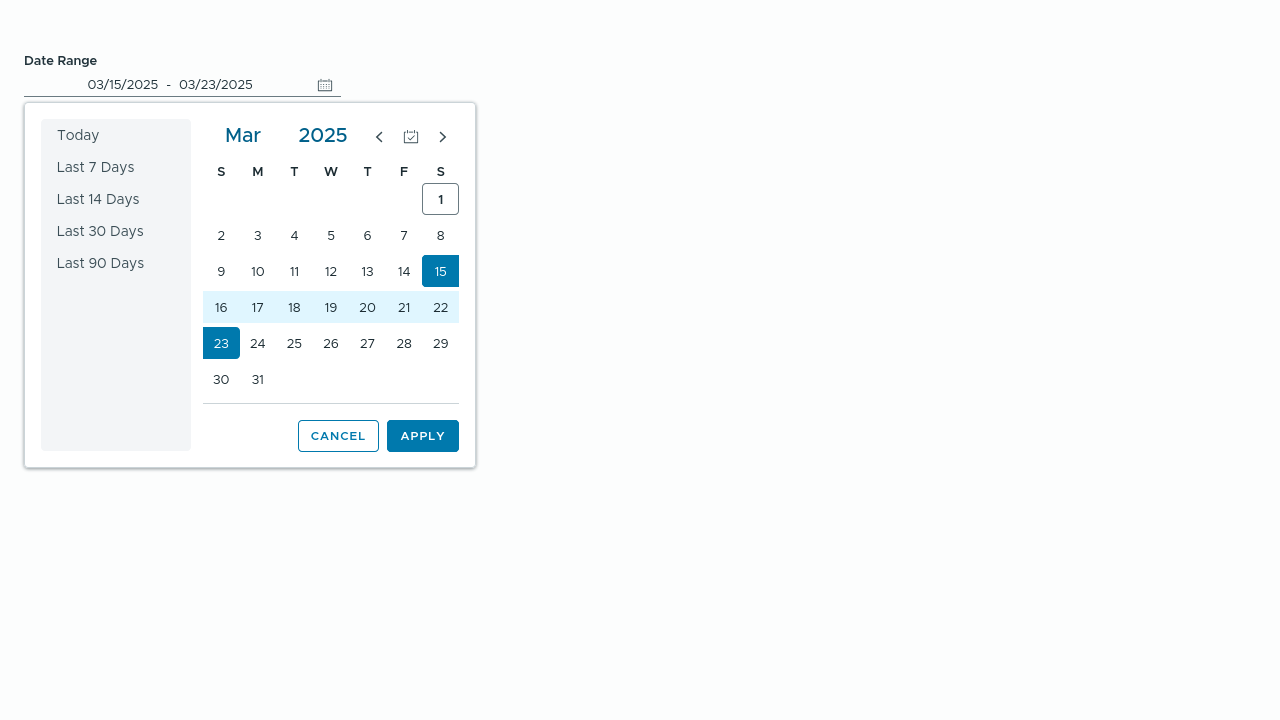 Date Range
03/15/2025 - 03/23/2025
Today
Last 7 Days
Last 14 Days
Last 30 Days
Last 90 Days
Mar 2025
S M T W T F S
1
2 3 4 5 6 7 8
9 10 11 12 13 14 15
16 17 18 19 20 21 22
23 24 25 26 27 28 29
30 31
CANCEL APPLY